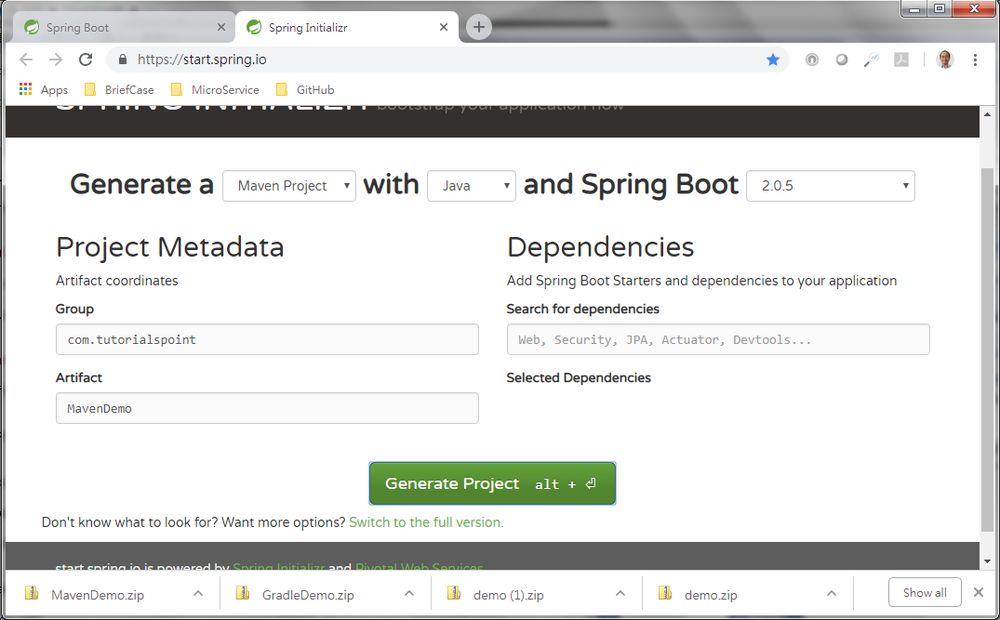 Spring Boot
Spring Initializr
https://start.spring.io
Apps BriefCase MicroService GitHub
SPRING INITIALIZR bootstrap your application now
Generate a Maven Project with Java and Spring Boot 2.0.5
Project Metadata
Artifact coordinates
Group
com.tutorialspoint
Artifact
MavenDemo
Dependencies
Add Spring Boot Starters and dependencies to your application
Search for dependencies
Web, Security, JPA, Actuator, Devtools...
Selected Dependencies
Generate Project alt + ⏎
Don't know what to look for? Want more options? Switch to the full version.
start.spring.io is powered by Spring Initializr and Pivotal Web Services
MavenDemo.zip
GradleDemo.zip
demo (1).zip
demo.zip
Show all